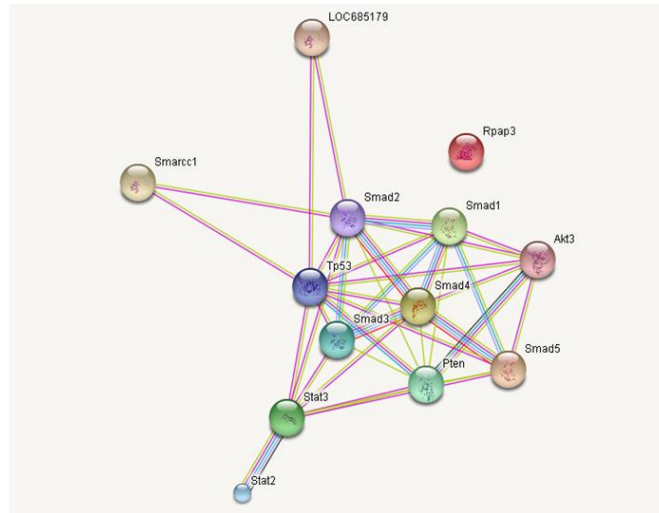 LOC685179
Rpap3
Smarcc1
Smad2
Smad1
Akt3
Tp53
Smad4
Smad3
Smad5
Pten
Stat3
Stat2